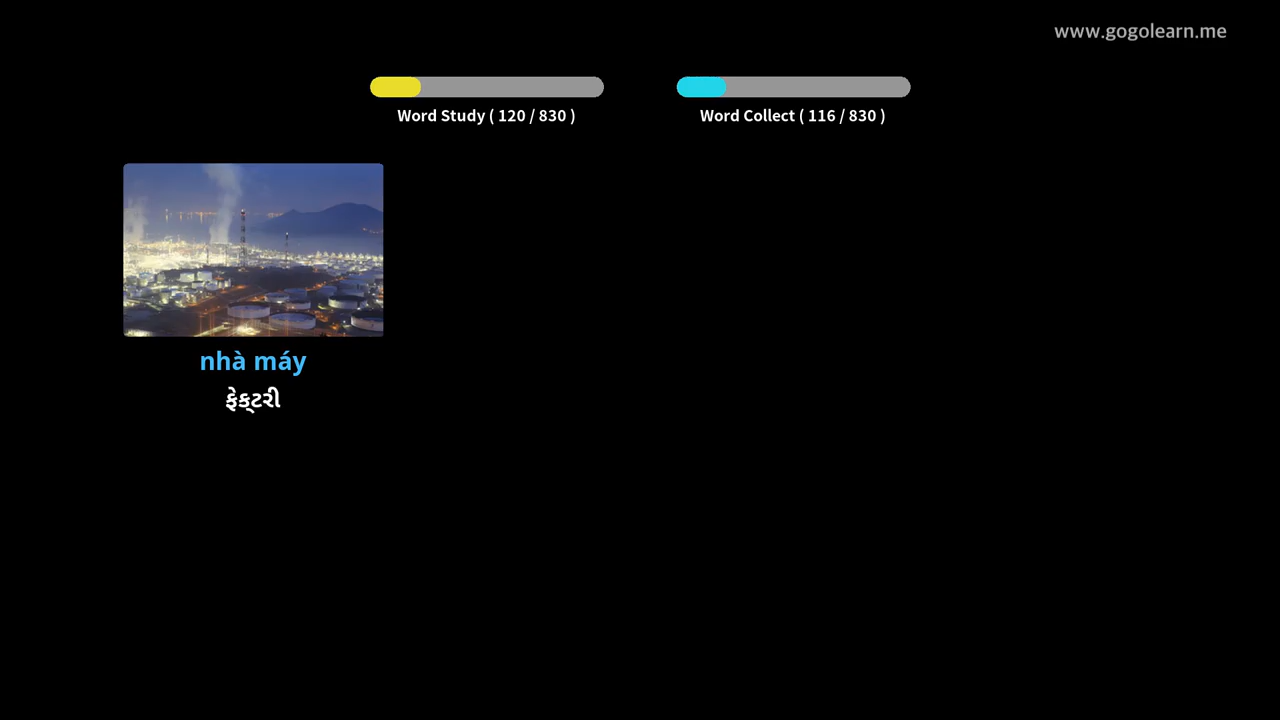 www.gogolearn.me
Word Study ( 120 / 830 )
Word Collect ( 116 / 830 )
nhà máy
ફેક્ટરી